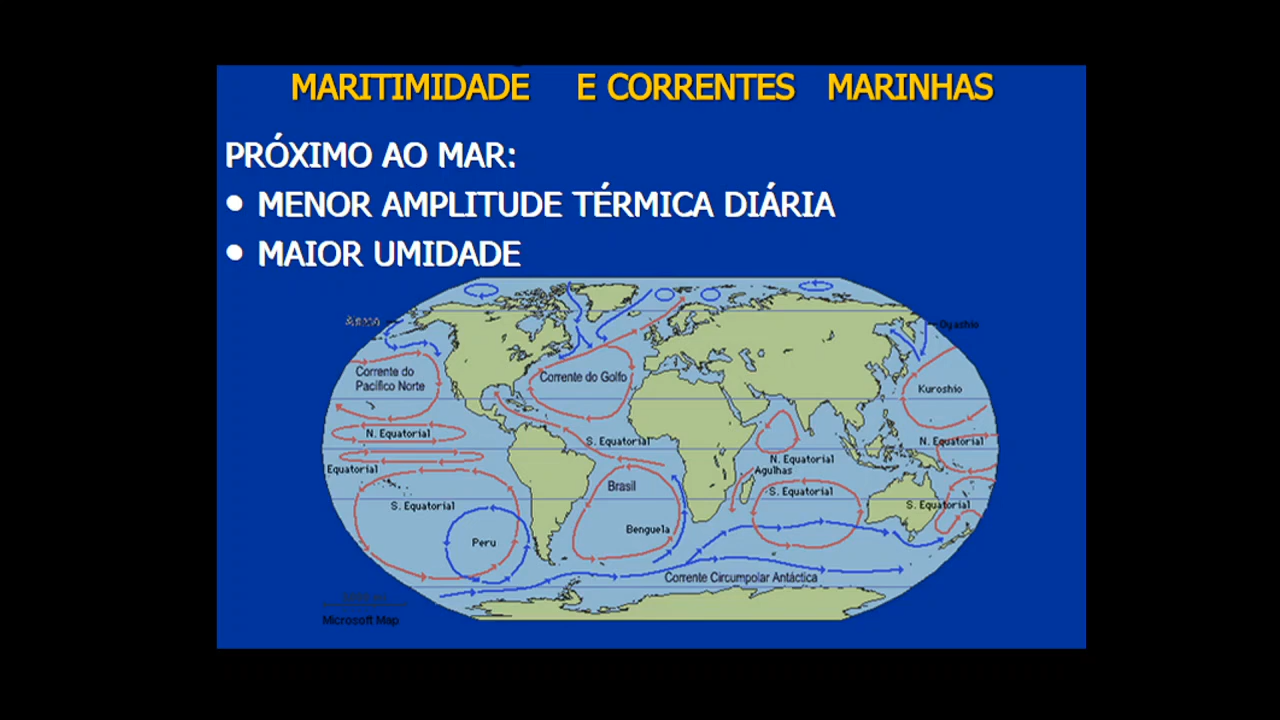 MARITIMIDADE E CORRENTES MARINHAS
PRÓXIMO AO MAR:
• MENOR AMPLITUDE TÉRMICA DIÁRIA
• MAIOR UMIDADE
Oyashio
Corrente do
Pacífico Norte
Corrente do Golfo
Kuroshio
N. Equatorial
S. Equatorial
N. Equatorial
N. Equatorial
Equatorial
Agulhas
Brasil
S. Equatorial
S. Equatorial
S. Equatorial
Benguela
Peru
Corrente Circumpolar Antáctica
Microsoft Map